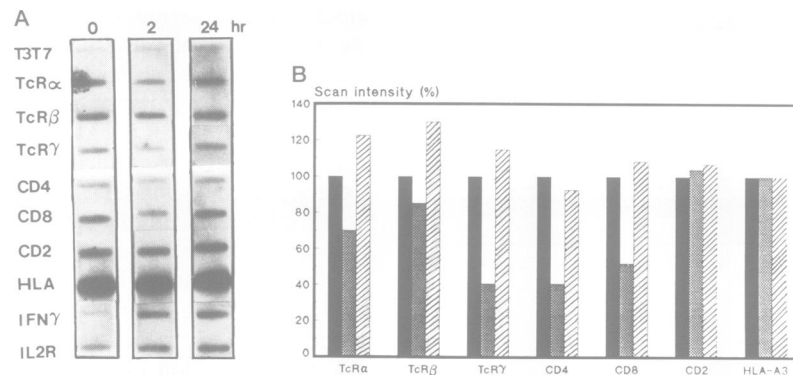 A
0 2 24 hr
T3T7
TcRα
TcRβ
TcRγ
CD4
CD8
CD2
HLA
IFNγ
IL2R
B
Scan intensity (%)
140
120
100
80
60
40
20
0
TcRα TcRβ TcRγ CD4 CD8 CD2 HLA-A3